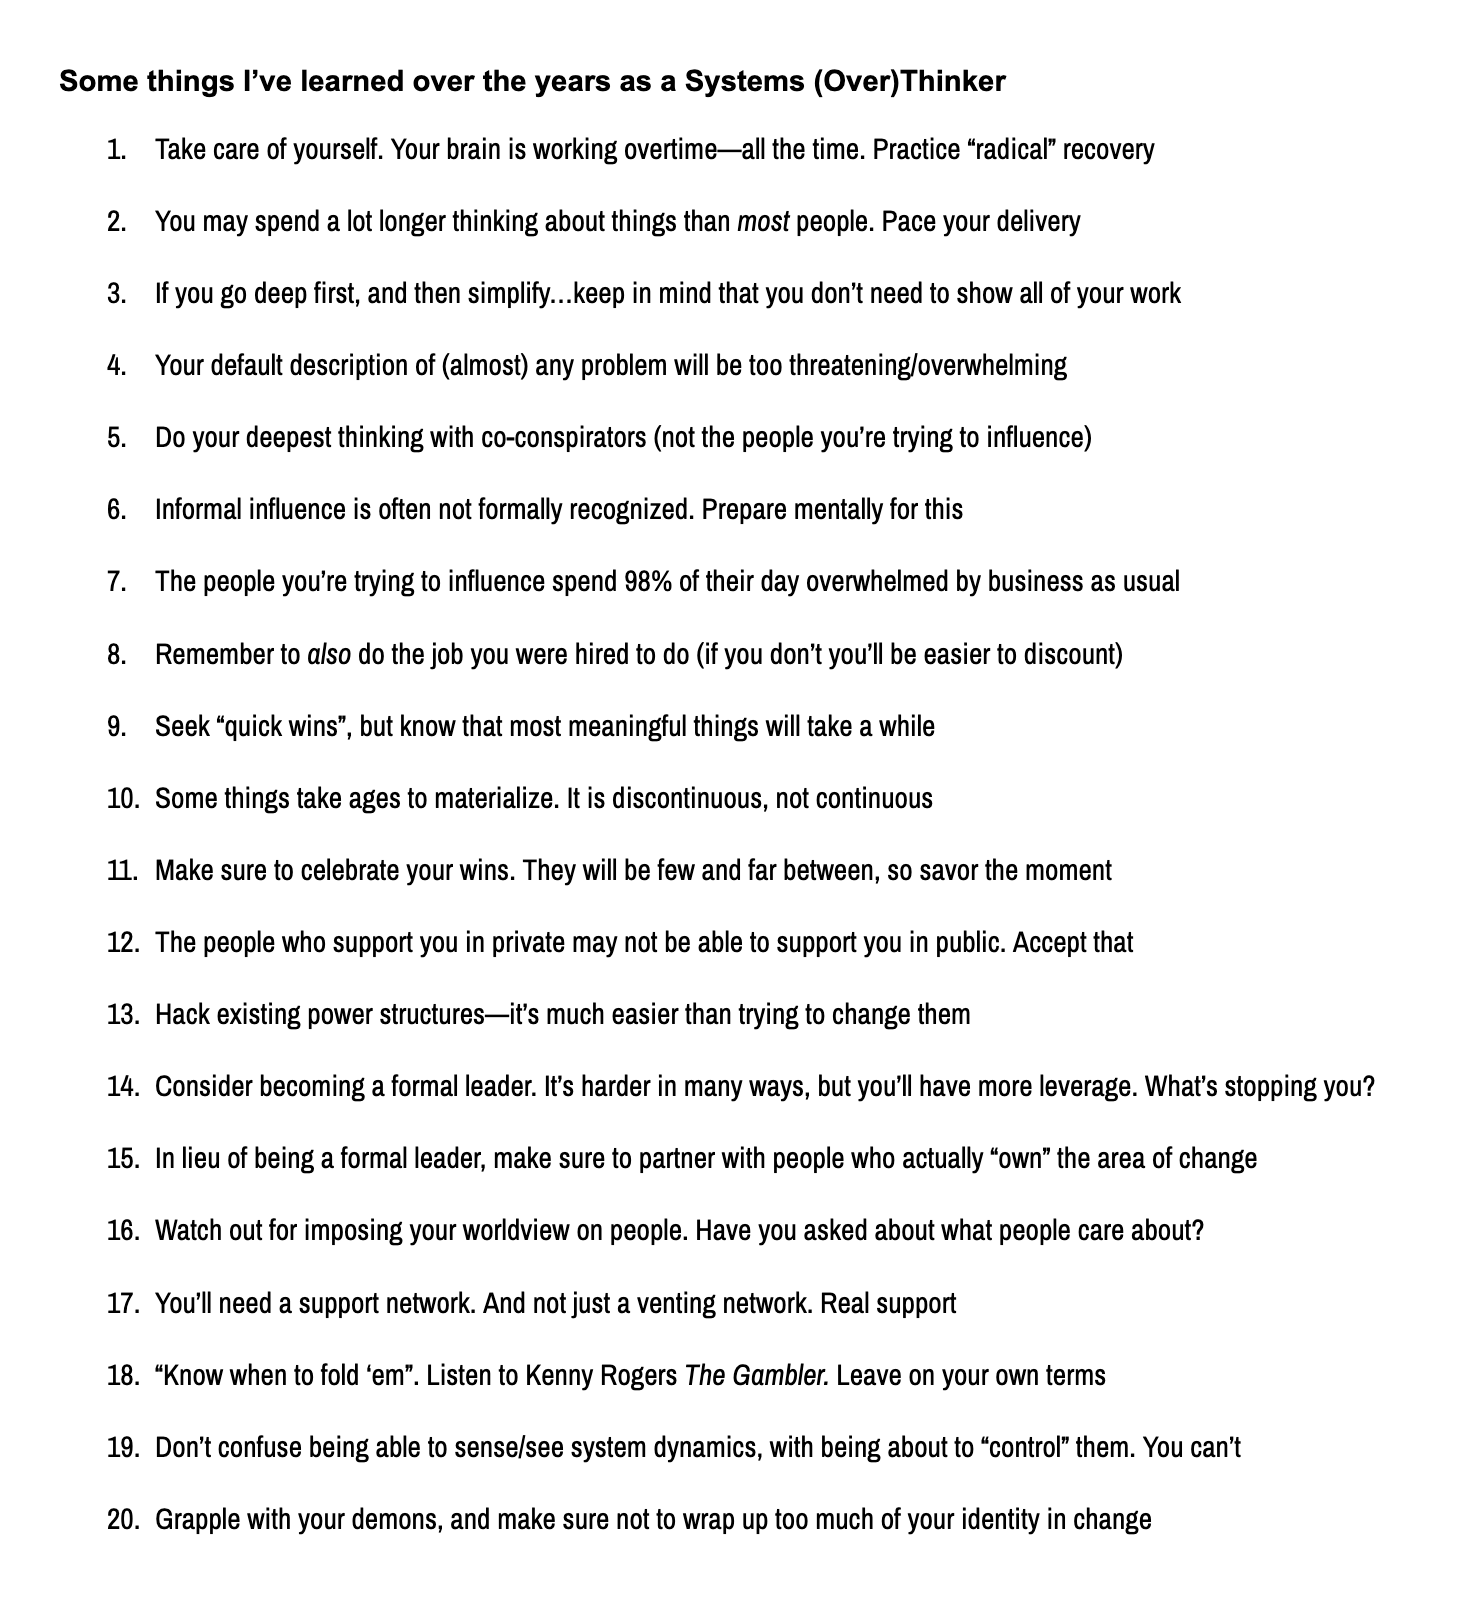 Some things I’ve learned over the years as a Systems (Over)Thinker
1. Take care of yourself. Your brain is working overtime—all the time. Practice “radical” recovery
2. You may spend a lot longer thinking about things than most people. Pace your delivery
3. If you go deep first, and then simplify…keep in mind that you don’t need to show all of your work
4. Your default description of (almost) any problem will be too threatening/overwhelming
5. Do your deepest thinking with co-conspirators (not the people you’re trying to influence)
6. Informal influence is often not formally recognized. Prepare mentally for this
7. The people you’re trying to influence spend 98% of their day overwhelmed by business as usual
8. Remember to also do the job you were hired to do (if you don’t you’ll be easier to discount)
9. Seek “quick wins”, but know that most meaningful things will take a while
10. Some things take ages to materialize. It is discontinuous, not continuous
11. Make sure to celebrate your wins. They will be few and far between, so savor the moment
12. The people who support you in private may not be able to support you in public. Accept that
13. Hack existing power structures—it’s much easier than trying to change them
14. Consider becoming a formal leader. It’s harder in many ways, but you’ll have more leverage. What’s stopping you?
15. In lieu of being a formal leader, make sure to partner with people who actually “own” the area of change
16. Watch out for imposing your worldview on people. Have you asked about what people care about?
17. You’ll need a support network. And not just a venting network. Real support
18. “Know when to fold ‘em”. Listen to Kenny Rogers The Gambler. Leave on your own terms
19. Don’t confuse being able to sense/see system dynamics, with being about to “control” them. You can’t
20. Grapple with your demons, and make sure not to wrap up too much of your identity in change